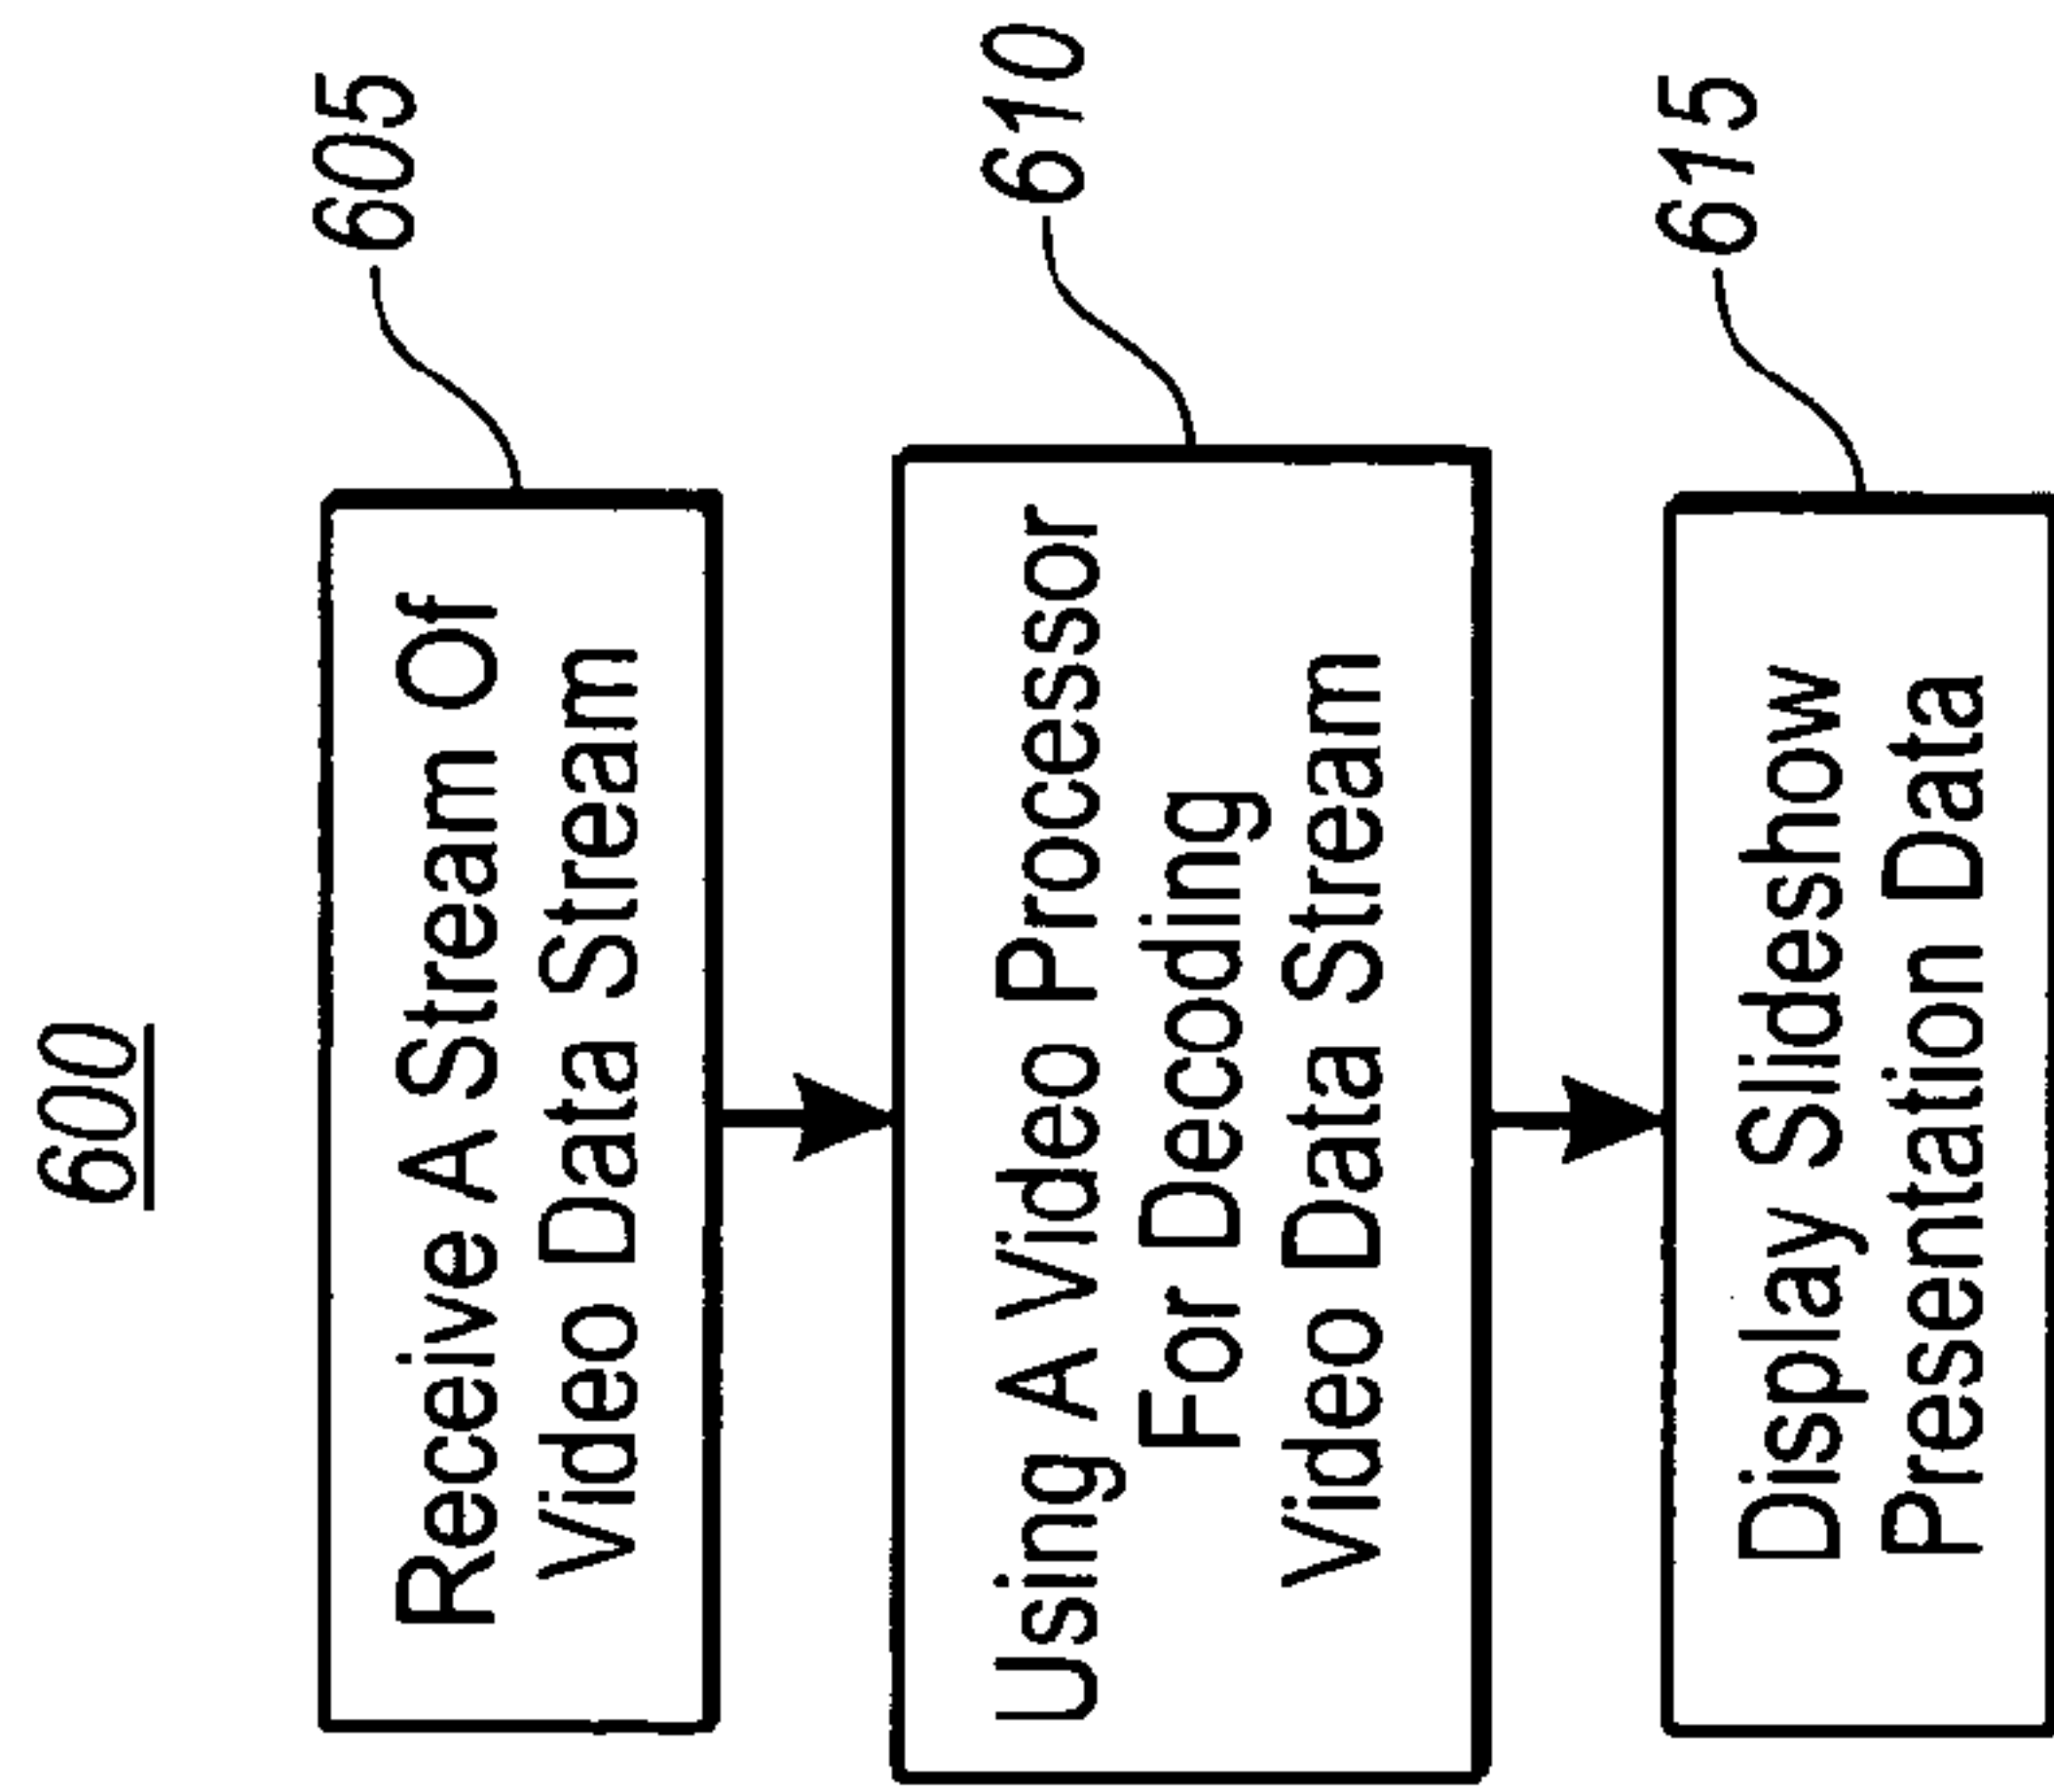 600
Receive A Stream Of
Video Data Stream
605
Using A Video Processor
For Decoding
Video Data Stream
610
Display Slideshow
Presentation Data
615